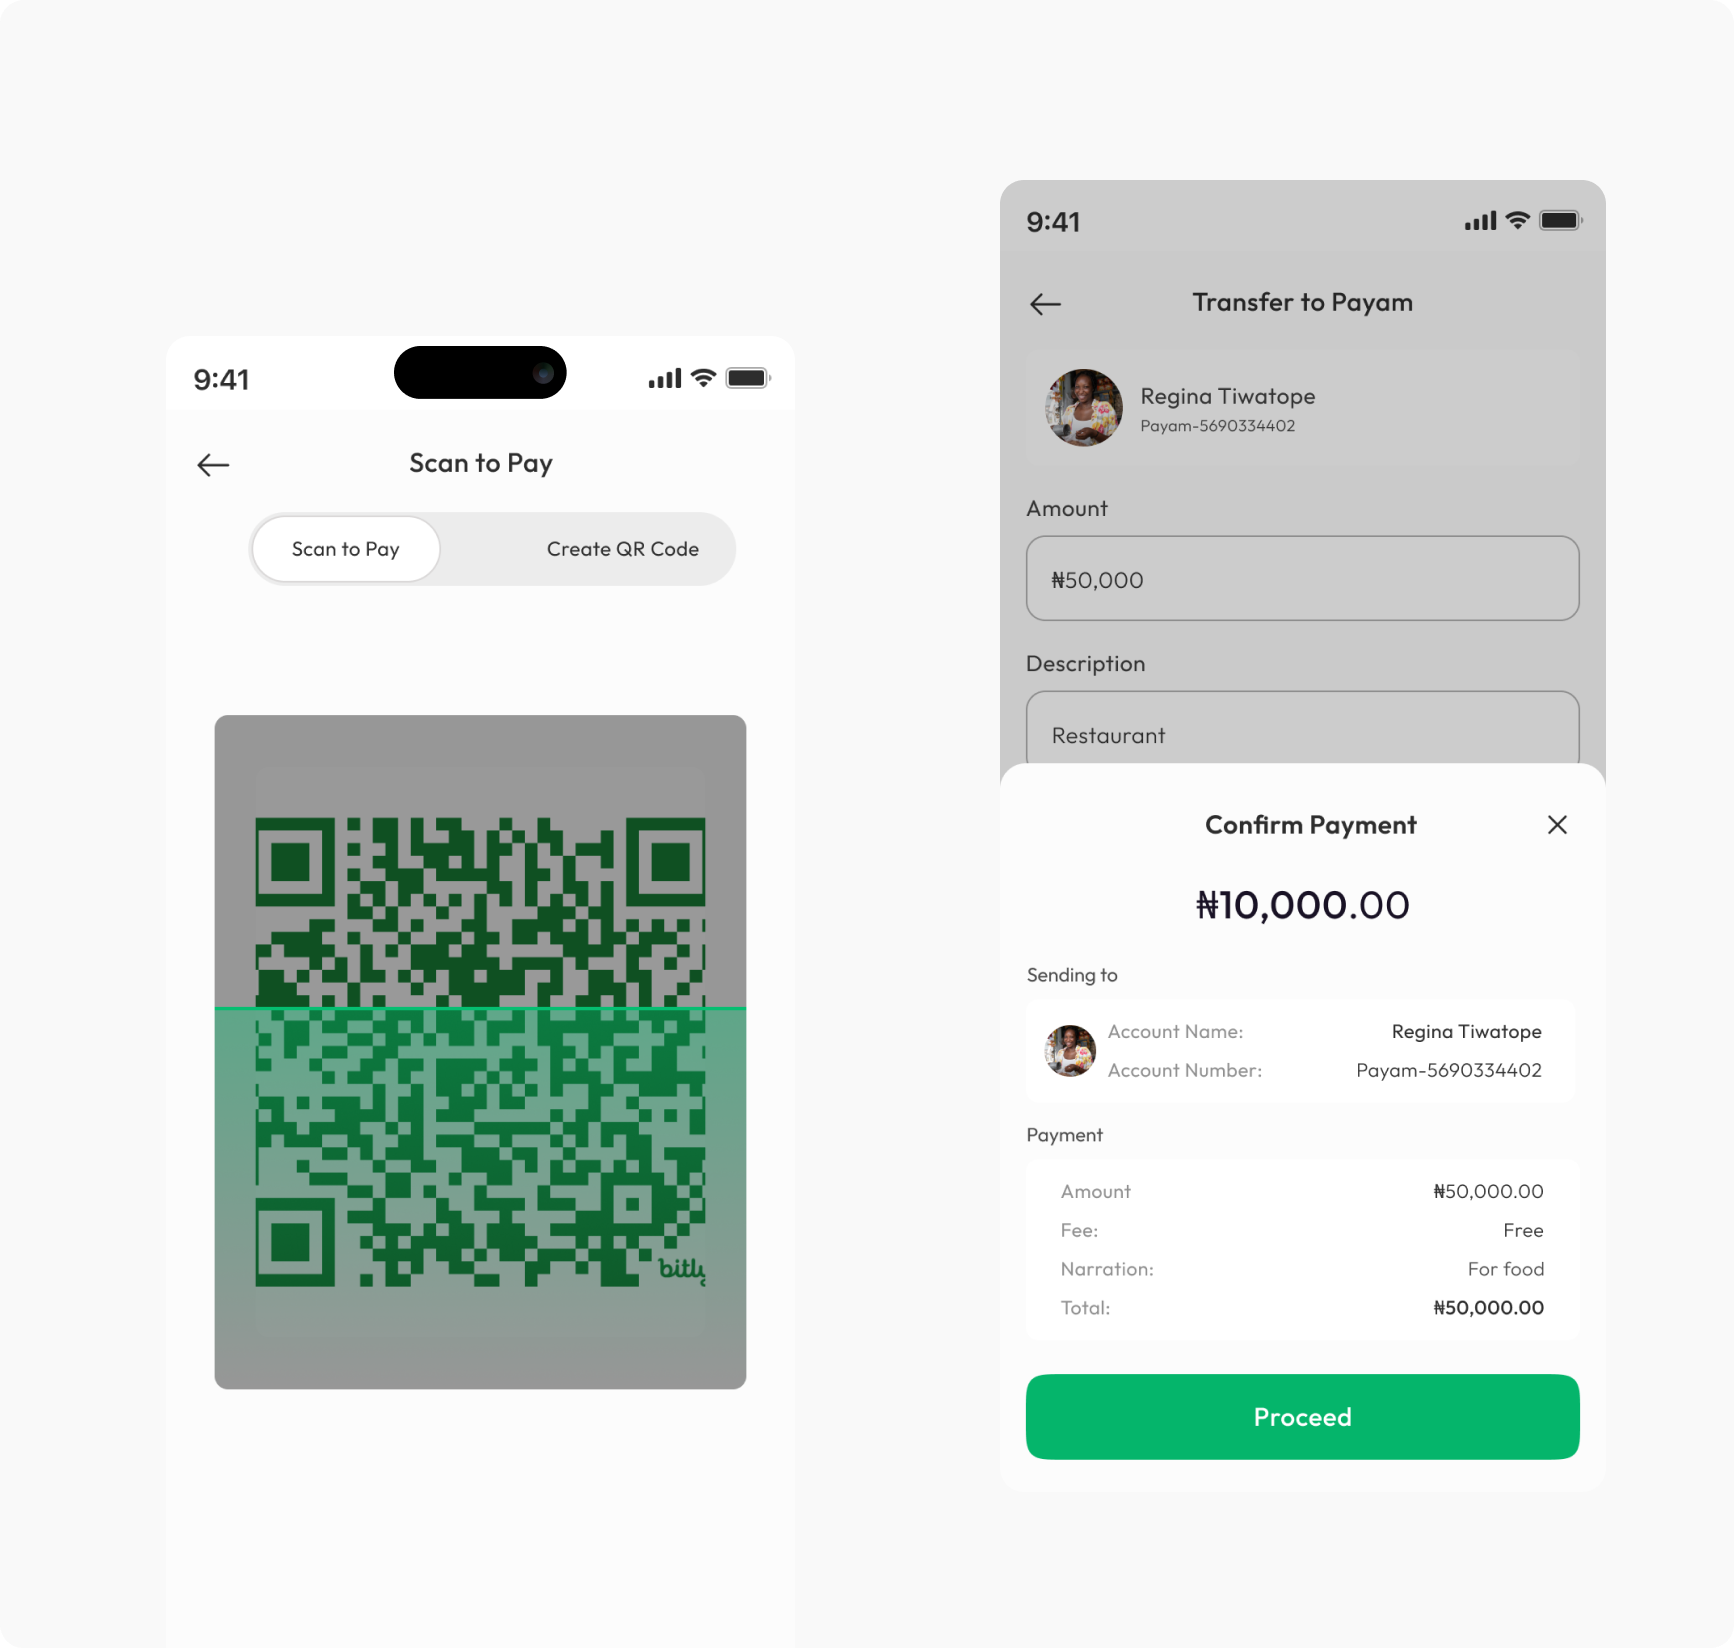 9:41
Scan to Pay
Scan to Pay
Create QR Code
bitly
9:41
Transfer to Payam
Regina Tiwatope
Payam-5690334402
Amount
₦50,000
Description
Restaurant
Confirm Payment
₦10,000.00
Sending to
Account Name: Regina Tiwatope
Account Number: Payam-5690334402
Payment
Amount ₦50,000.00
Fee: Free
Narration: For food
Total: ₦50,000.00
Proceed